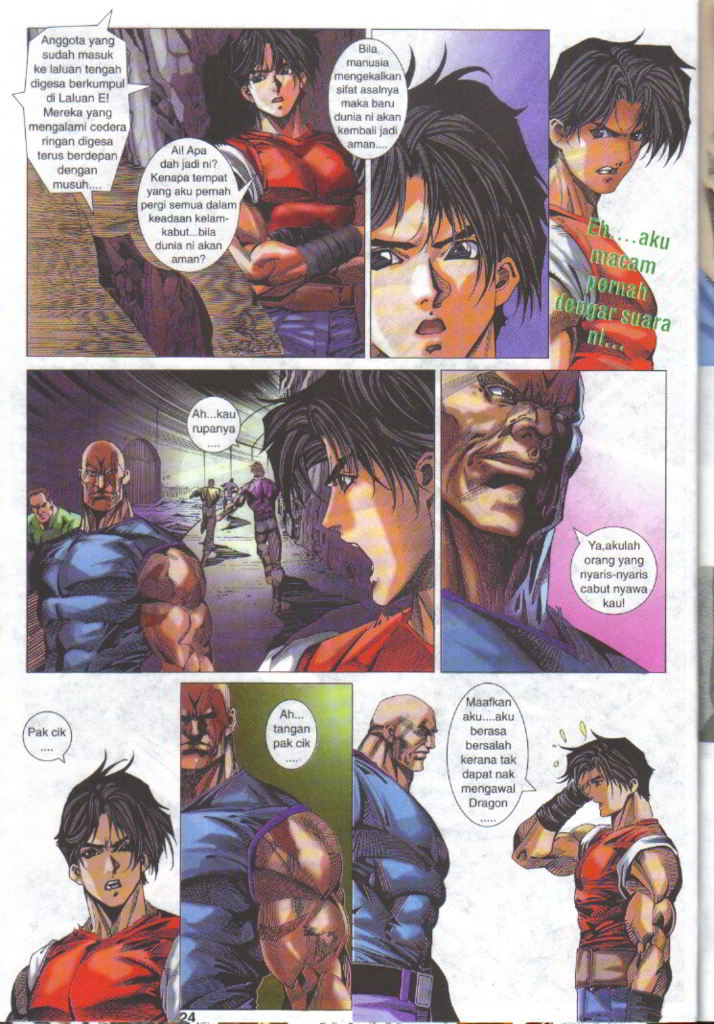 Anggota yang
sudah masuk
ke laluan tengah
digesa berkumpul
di Laluan E!
Mereka yang
mengalami cedera
ringan digesa
terus berdepan
dengan
musuh....
Ai! Apa
dah jadi ni?
Kenapa tempat
yang aku pernah
pergi semua dalam
keadaan kelam-
kabut...bila
dunia ni akan
aman?
Bila
manusia
mengekalkan
sifat asalnya
maka baru
dunia ni akan
kembali jadi
aman....
Eh....aku
macam
pernah
dengar suara
ni...
Ah...kau
rupanya
....
Ya,akulah
orang yang
nyaris-nyaris
cabut nyawa
kau!
Pak cik
....
Ah...
tangan
pak cik
Maafkan
aku....aku
berasa
bersalah
kerana tak
dapat nak
mengawal
Dragon
.....
24